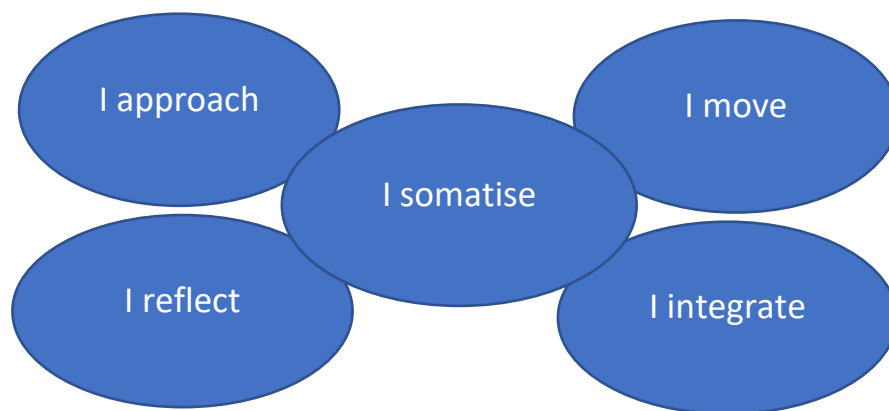 I approach
I move
I somatise
I reflect
I integrate